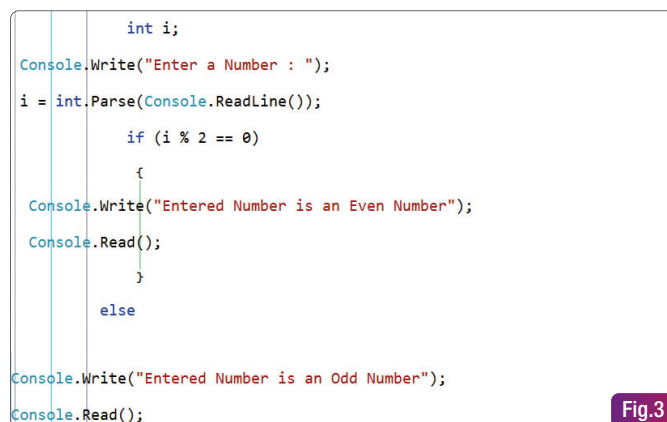 int i;
Console.Write("Enter a Number : ");
i = int.Parse(Console.ReadLine());
if (i % 2 == 0)
{
Console.Write("Entered Number is an Even Number");
Console.Read();
}
else
Console.Write("Entered Number is an Odd Number");
Console.Read();
Fig.3